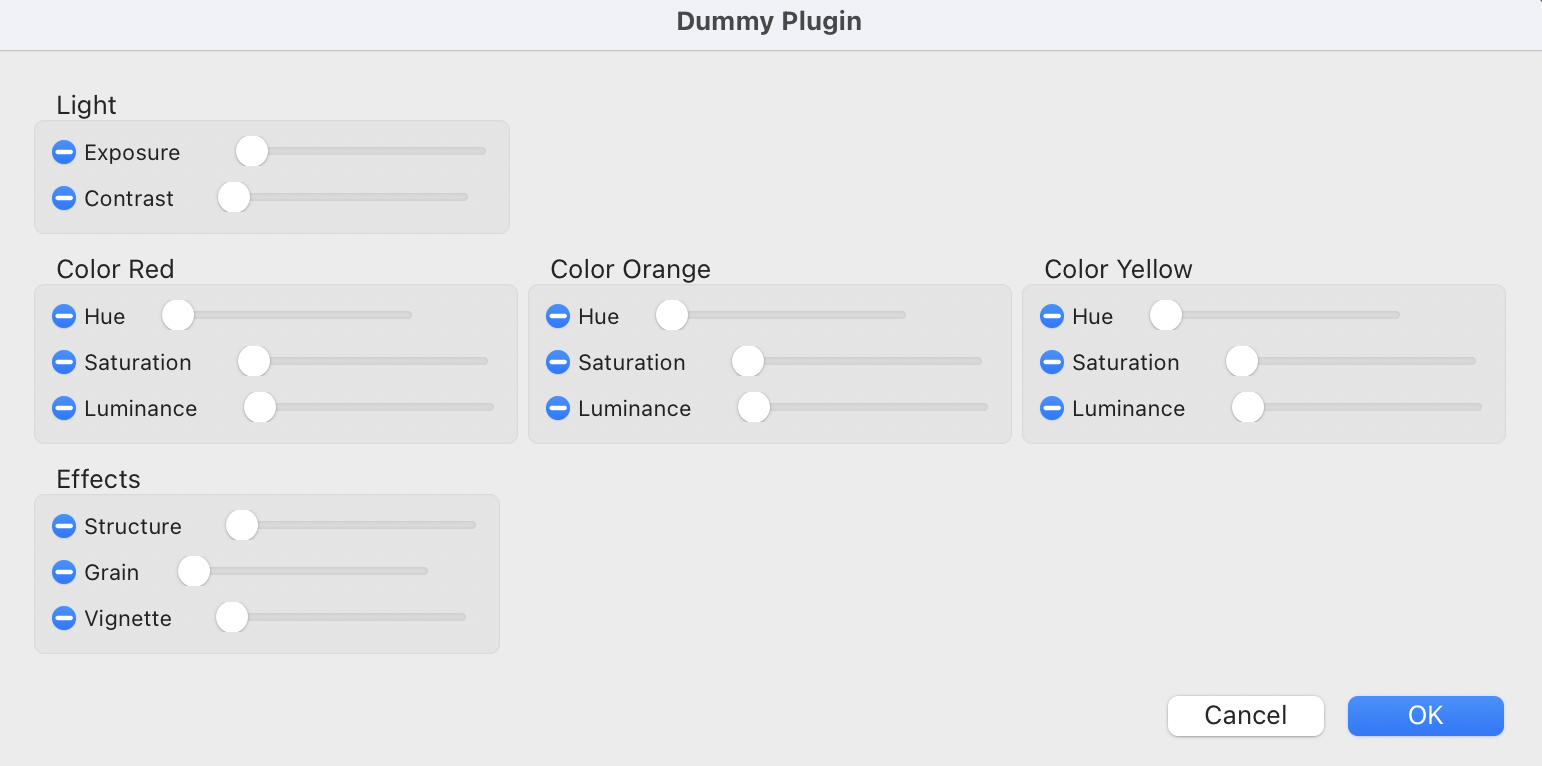 Dummy Plugin
Light
Exposure
Contrast
Color Red
Hue
Saturation
Luminance
Color Orange
Hue
Saturation
Luminance
Color Yellow
Hue
Saturation
Luminance
Effects
Structure
Grain
Vignette
Cancel
OK